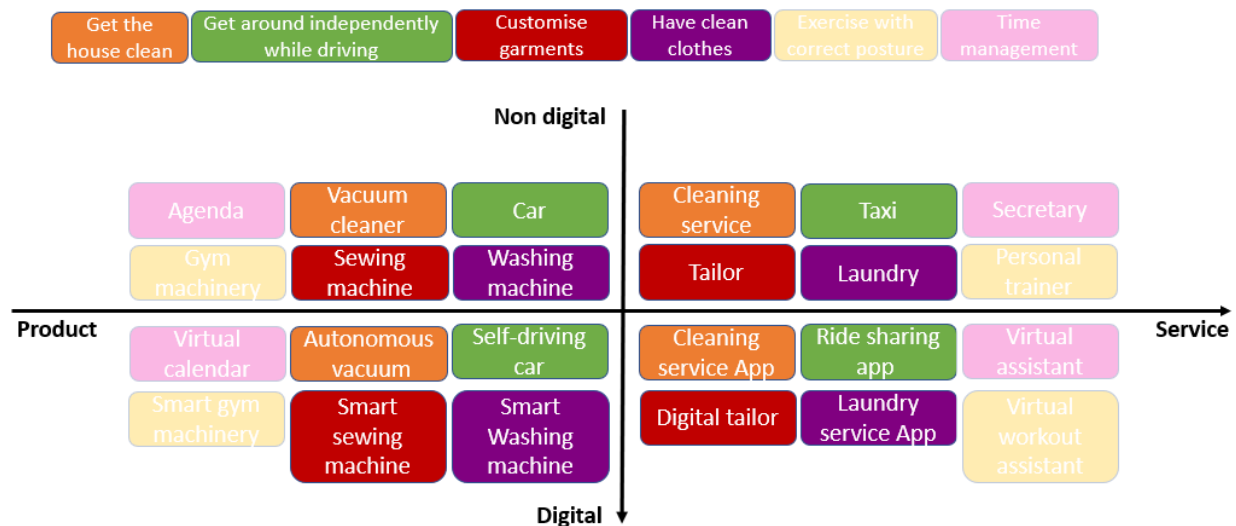 Get the
house clean
Get around independently
while driving
Customise
garments
Have clean
clothes
Exercise with
correct posture
Time
management
Non digital
Agenda
Vacuum
cleaner
Car
Cleaning
service
Taxi
Secretary
Gym
machinery
Sewing
machine
Washing
machine
Tailor
Laundry
Personal
trainer
Product
Service
Virtual
calendar
Autonomous
vacuum
Self-driving
car
Cleaning
service App
Ride sharing
app
Virtual
assistant
Smart gym
machinery
Smart
sewing
machine
Smart
Washing
machine
Digital tailor
Laundry
service App
Virtual
workout
assistant
Digital